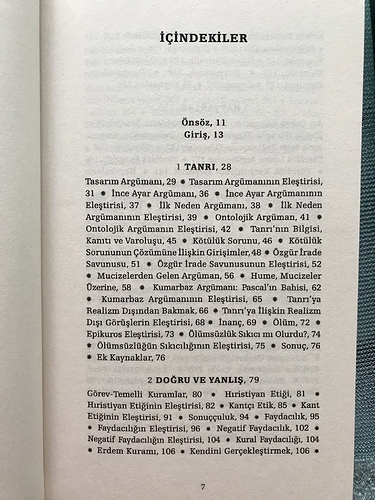 İÇİNDEKİLER
Önsöz, 11
Giriş, 13
1 TANRI, 28
Tasarım Argümanı, 29 • Tasarım Argümanının Eleştirisi,
31 • İnce Ayar Argümanı, 36 • İnce Ayar Argümanının
Eleştirisi, 37 • İlk Neden Argümanı, 38 • İlk Neden
Argümanının Eleştirisi, 39 • Ontolojik Argüman, 41 •
Ontolojik Argümanın Eleştirisi, 42 • Tanrı'nın Bilgisi,
Kanıtı ve Varoluşu, 45 • Kötülük Sorunu, 46 • Kötülük
Sorununun Çözümüne İlişkin Girişimler, 48 • Özgür İrade
Savunusu, 51 • Özgür İrade Savunusunun Eleştirisi, 52
• Mucizelerden Gelen Argüman, 56 • Hume, Mucizeler
Üzerine, 58 • Kumarbaz Argümanı: Pascal'ın Bahisi, 62
• Kumarbaz Argümanının Eleştirisi, 65 • Tanrı'ya
Realizm Dışından Bakmak, 66 • Tanrı'ya İlişkin Realizm
Dışı Görüşlerin Eleştirisi, 68 • İnanç, 69 • Ölüm, 72 •
Epikuros Eleştirisi, 73 • Ölümsüzlük Sıkıcı mı Olurdu?, 74
• Ölümsüzlüğün Sıkıcılığının Eleştirisi, 75 • Sonuç, 76
• Ek Kaynaklar, 76
2 DOĞRU VE YANLIŞ, 79
Görev-Temelli Kuramlar, 80 • Hıristiyan Etiği, 81 •
Hıristiyan Etiğinin Eleştirisi, 82 • Kantçı Etik, 85 • Kant
Etiğinin Eleştirisi, 91 • Sonuççuluk, 94 • Faydacılık, 95
• Faydacılığın Eleştirisi, 96 • Negatif Faydacılık, 102 •
Negatif Faydacılığın Eleştirisi, 104 • Kural Faydacılığı, 104
• Erdem Kuramı, 106 • Kendini Gerçekleştirmek, 106 •
7